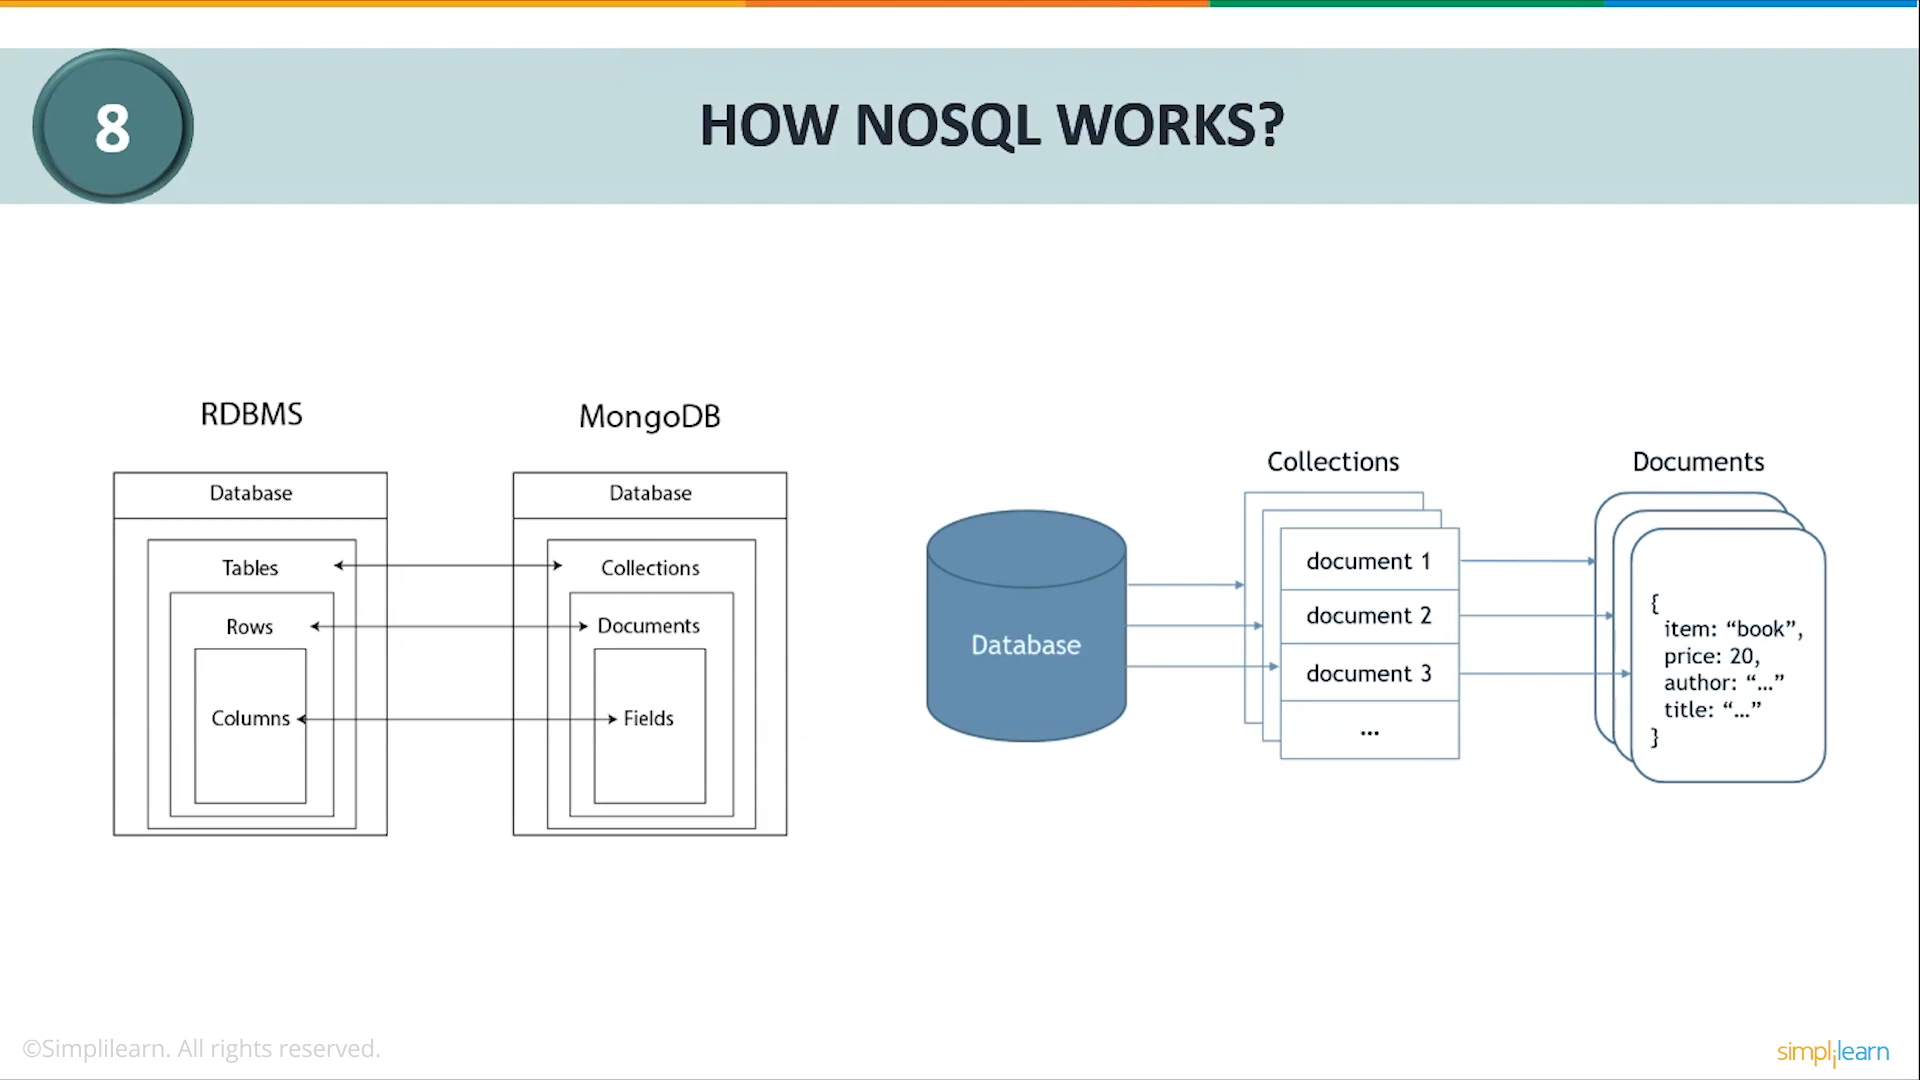 8
HOW NOSQL WORKS?
RDBMS
Database
Tables
Rows
Columns
MongoDB
Database
Collections
Documents
Fields
Database
Collections
document 1
document 2
document 3
...
Documents
{
item: “book”,
price: 20,
author: “...”
title: “...”
}
©Simplilearn. All rights reserved.
simplilearn